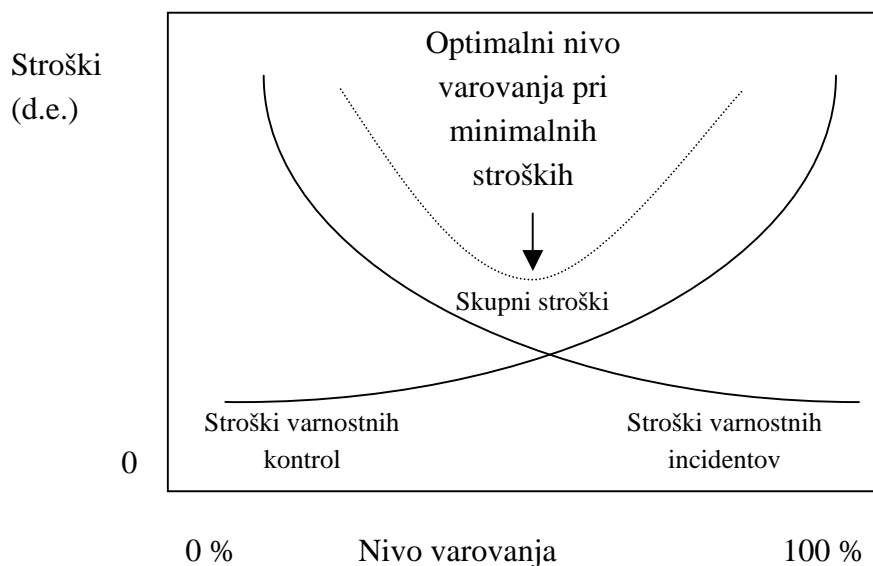 Optimalni nivo
varovanja pri
minimalnih
stroških
Stroški
(d.e.)
Skupni stroški
Stroški varnostnih
kontrol
Stroški varnostnih
incidentov
0
0 %
Nivo varovanja
100 %